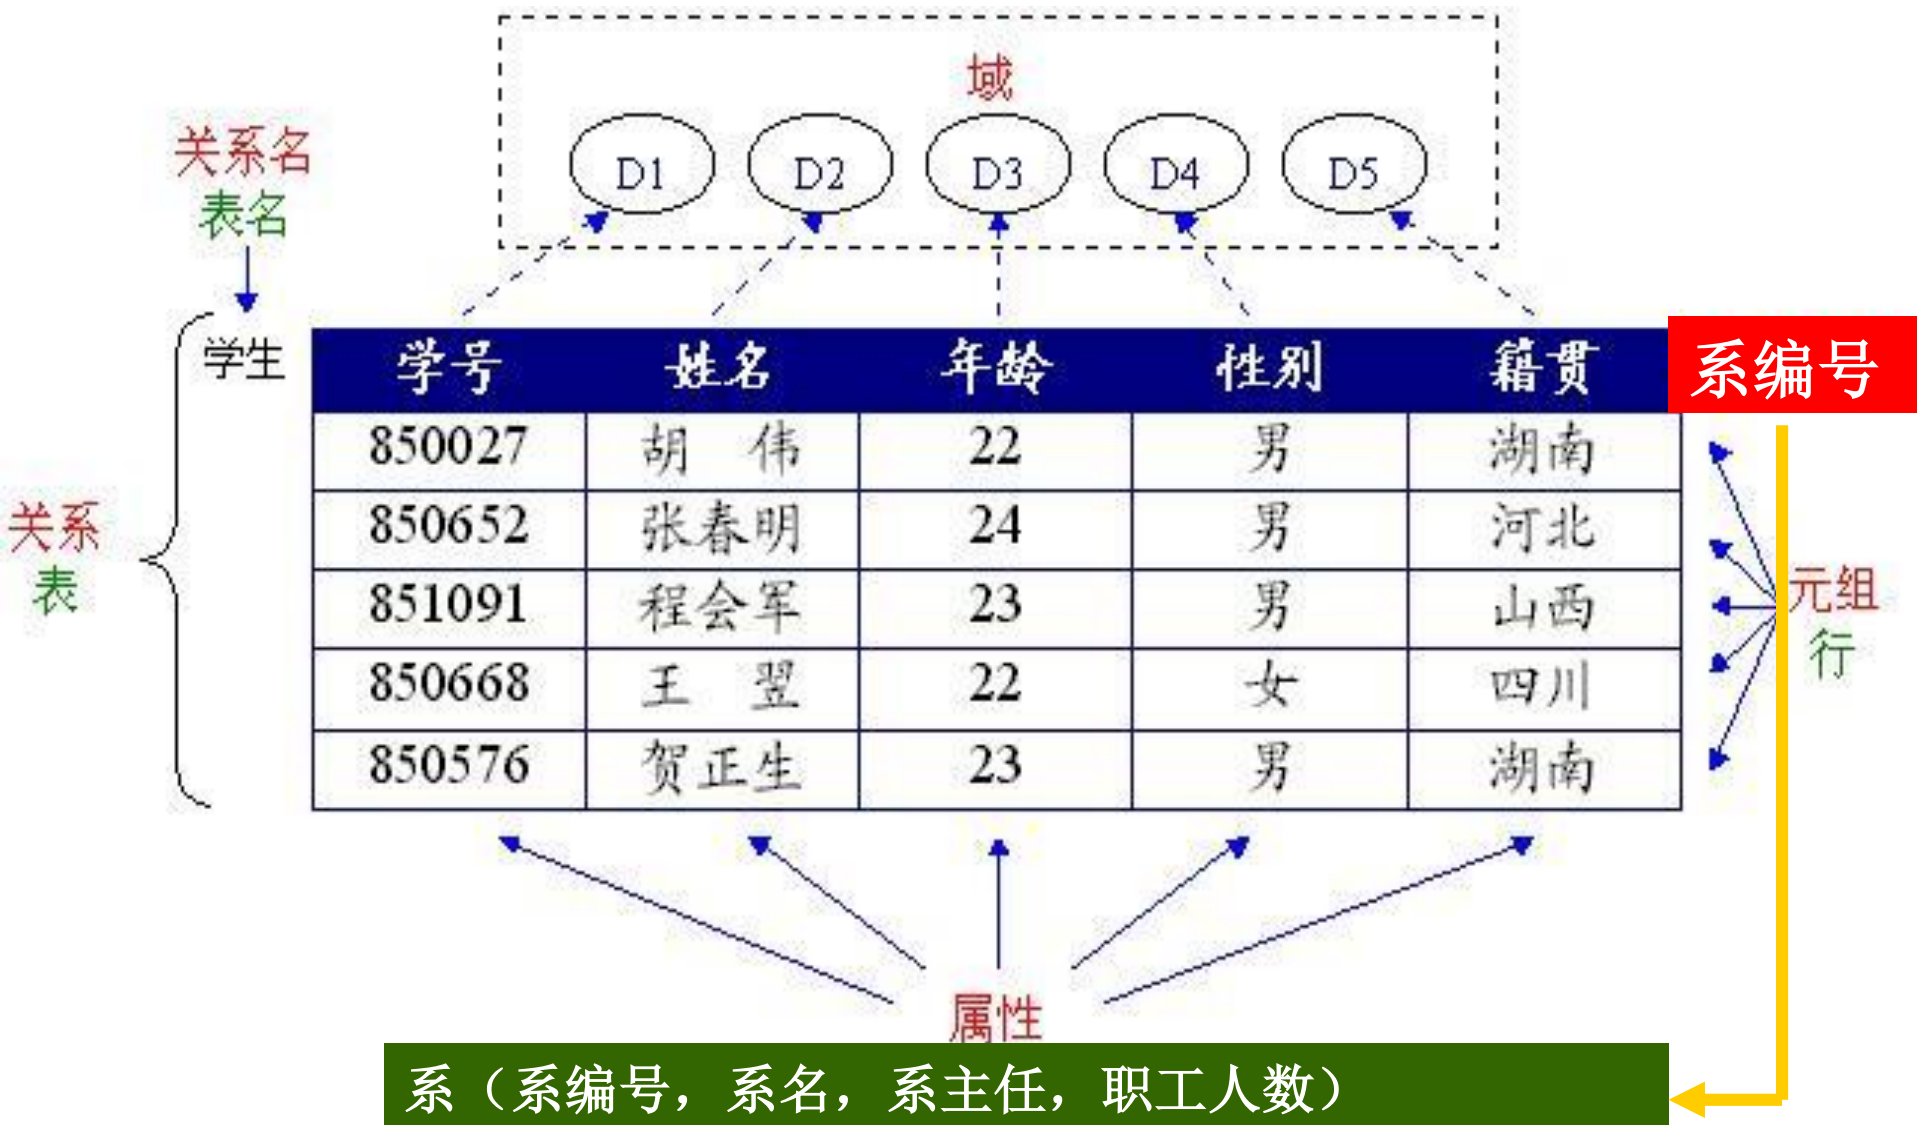 域
D1 D2 D3 D4 D5
关系名
表名
学生
学号 姓名 年龄 性别 籍贯 系编号
850027 胡 伟 22 男 湖南
850652 张春明 24 男 河北
851091 程会军 23 男 山西
850668 王 翌 22 女 四川
850576 贺正生 23 男 湖南
关系
表
元组
行
属性
系（系编号，系名，系主任，职工人数）